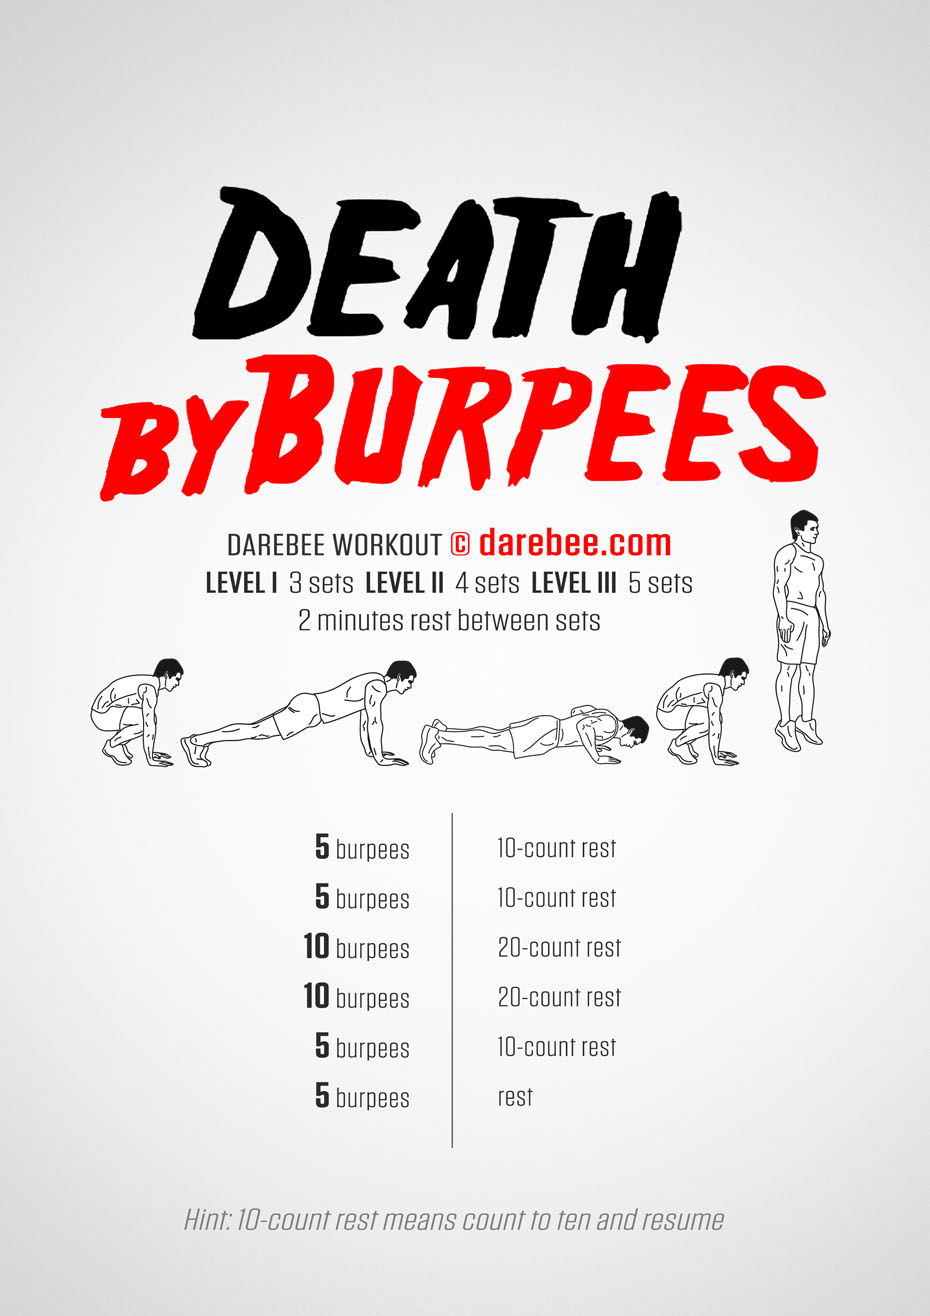 DEATH
BY BURPEES
DAREBEE WORKOUT © darebee.com
LEVEL I 3 sets LEVEL II 4 sets LEVEL III 5 sets
2 minutes rest between sets
5 burpees 10-count rest
5 burpees 10-count rest
10 burpees 20-count rest
10 burpees 20-count rest
5 burpees 10-count rest
5 burpees rest
Hint: 10-count rest means count to ten and resume